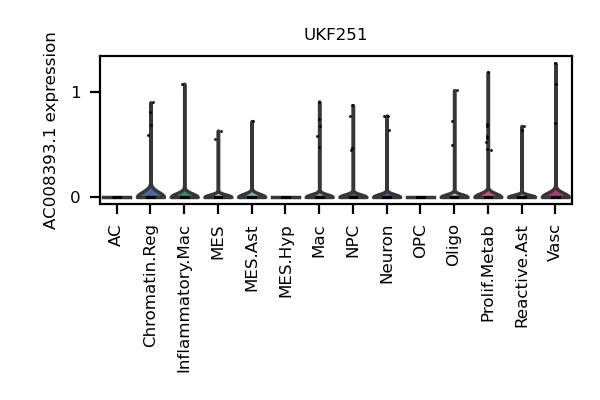 UKF251
AC008393.1 expression
1
0
AC
Chromatin.Reg
Inflammatory.Mac
MES
MES.Ast
MES.Hyp
Mac
NPC
Neuron
OPC
Oligo
Prolif.Metab
Reactive.Ast
Vasc